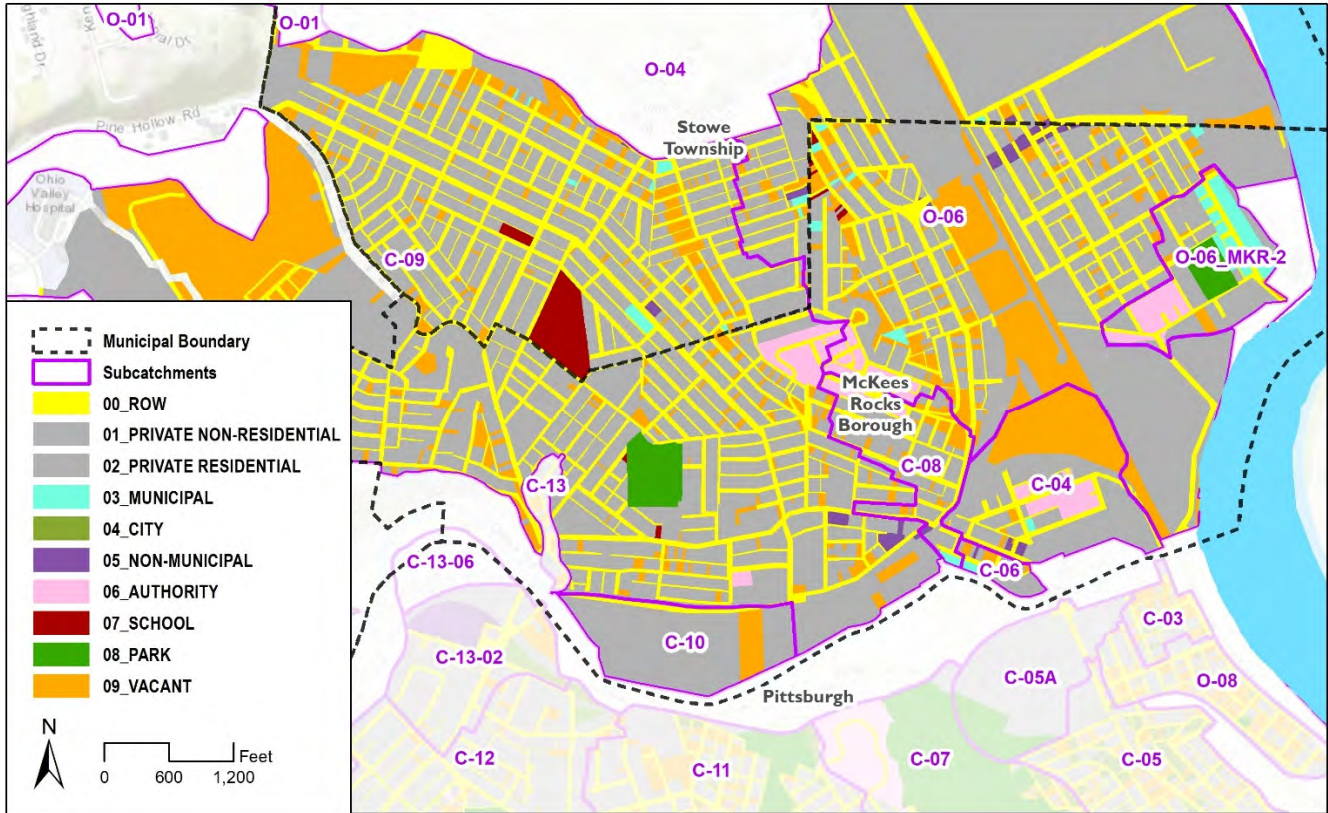 O-01
O-01
O-04
Pine Hollow Rd
Stowe
Township
Ohio
Valley
Hospital
O-06
C-09
O-06_MKR-2
McKees
Rocks
Borough
C-08
C-04
C-13
C-06
C-13-06
C-10
C-03
C-13-02
C-05A
Pittsburgh
O-08
C-12
C-11
C-07
C-05
Municipal Boundary
Subcatchments
00_ROW
01_PRIVATE NON-RESIDENTIAL
02_PRIVATE RESIDENTIAL
03_MUNICIPAL
04_CITY
05_NON-MUNICIPAL
06_AUTHORITY
07_SCHOOL
08_PARK
09_VACANT
N
Feet
0 600 1,200